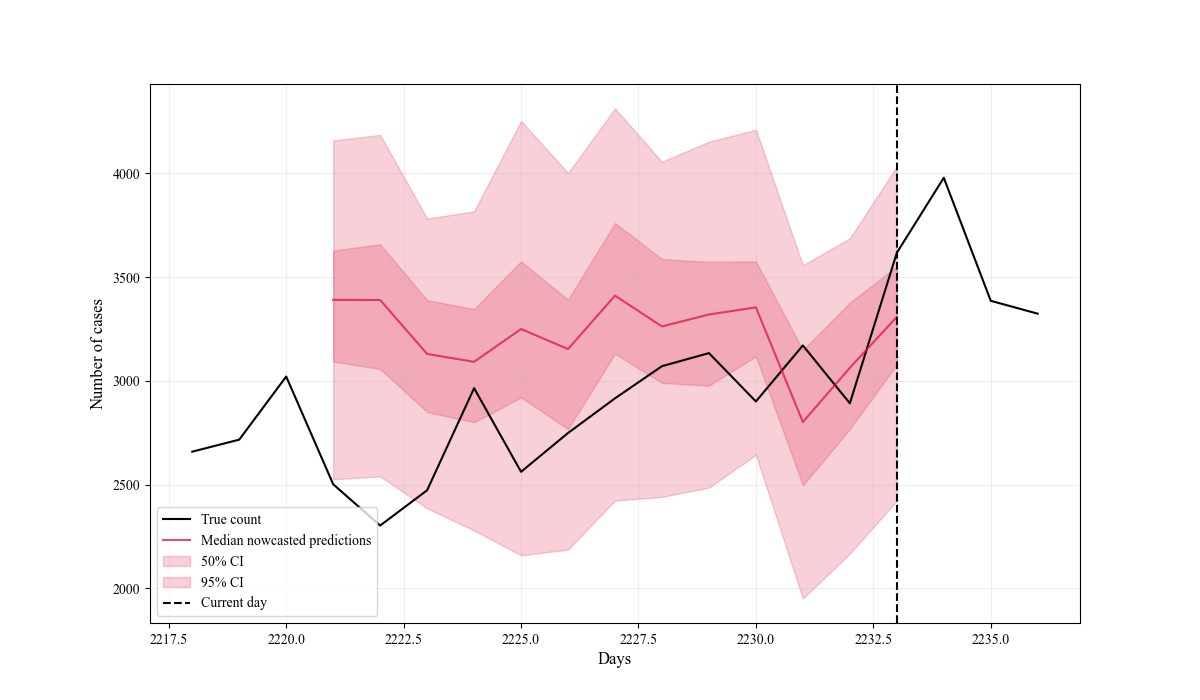 4000
3500
3000
2500
2000
Number of cases
True count
Median nowcasted predictions
50% CI
95% CI
Current day
2217.5 2220.0 2222.5 2225.0 2227.5 2230.0 2232.5 2235.0
Days